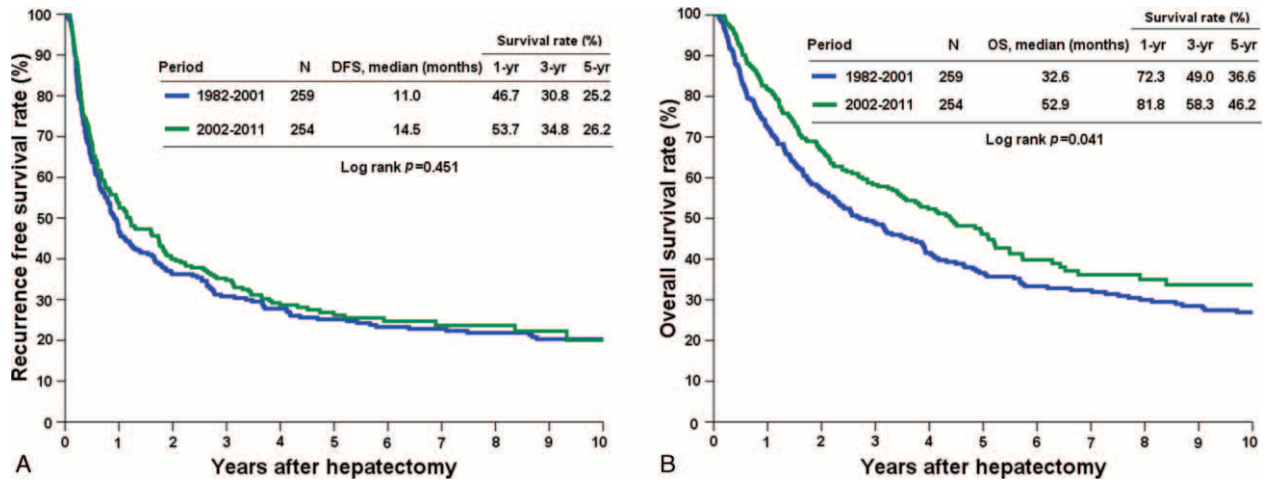 Recurrence free survival rate (%)
100
90
80
70
60
50
40
30
20
10
0
Survival rate (%)
Period N DFS, median (months) 1-yr 3-yr 5-yr
1982-2001 259 11.0 46.7 30.8 25.2
2002-2011 254 14.5 53.7 34.8 26.2
Log rank p=0.451
0 1 2 3 4 5 6 7 8 9 10
Years after hepatectomy
A
Overall survival rate (%)
100
90
80
70
60
50
40
30
20
10
0
Survival rate (%)
Period N OS, median (months) 1-yr 3-yr 5-yr
1982-2001 259 32.6 72.3 49.0 36.6
2002-2011 254 52.9 81.8 58.3 46.2
Log rank p=0.041
0 1 2 3 4 5 6 7 8 9 10
Years after hepatectomy
B